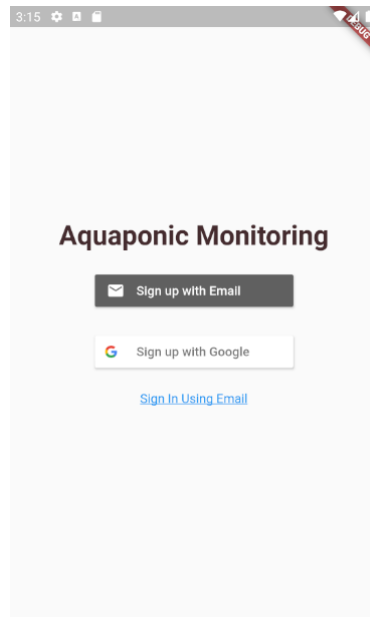 3:15
DEBUG
Aquaponic Monitoring
Sign up with Email
Sign up with Google
Sign In Using Email